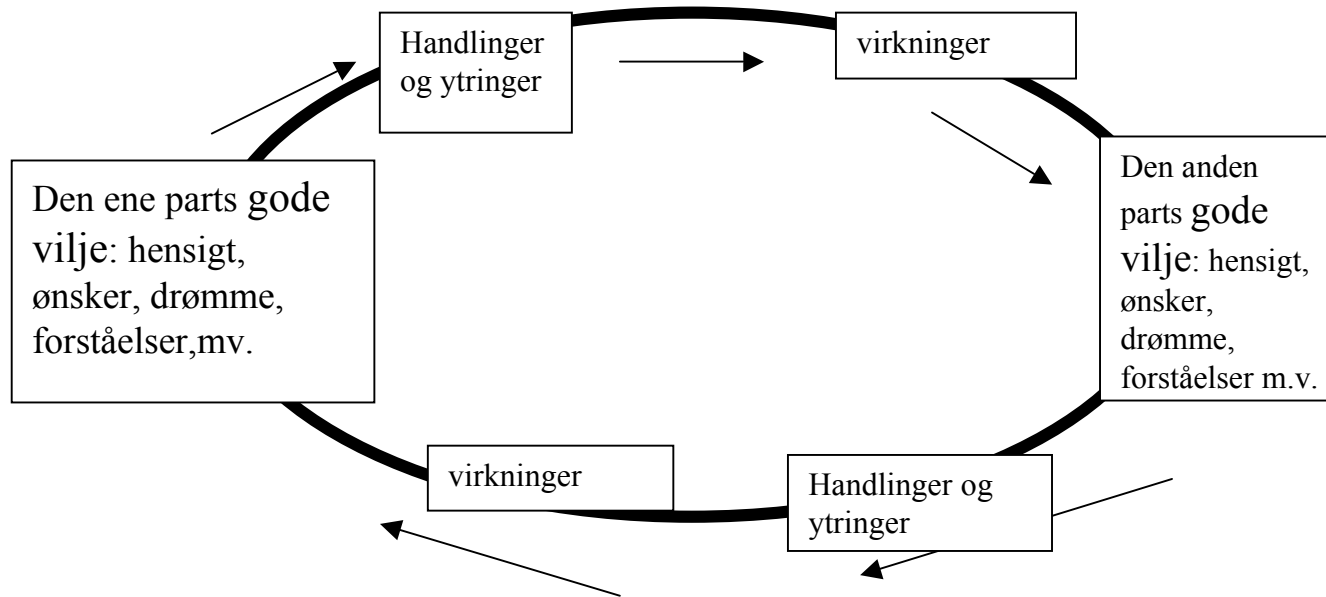 Handlinger
og ytringer
virkninger
Den ene parts gode
vilje: hensigt,
ønsker, drømme,
forståelser,mv.
Den anden
parts gode
vilje: hensigt,
ønsker,
drømme,
forståelser m.v.
virkninger
Handlinger og
ytringer